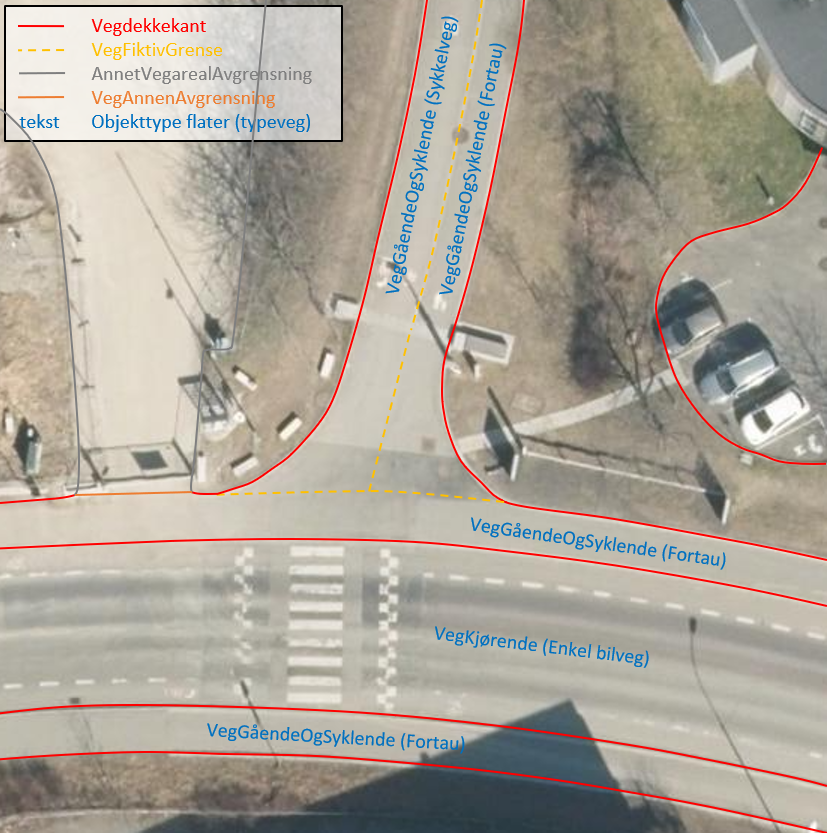 Vegdekkekant
VegFiktivGrense
AnnetVegarealAvgrensning
VegAnnenAvgrensning
tekst Objekttype flater (typeveg)
VegGåendeOgSyklende (Sykkelveg)
VegGåendeOgSyklende (Fortau)
VegGåendeOgSyklende (Fortau)
VegKjørende (Enkel bilveg)
VegGåendeOgSyklende (Fortau)